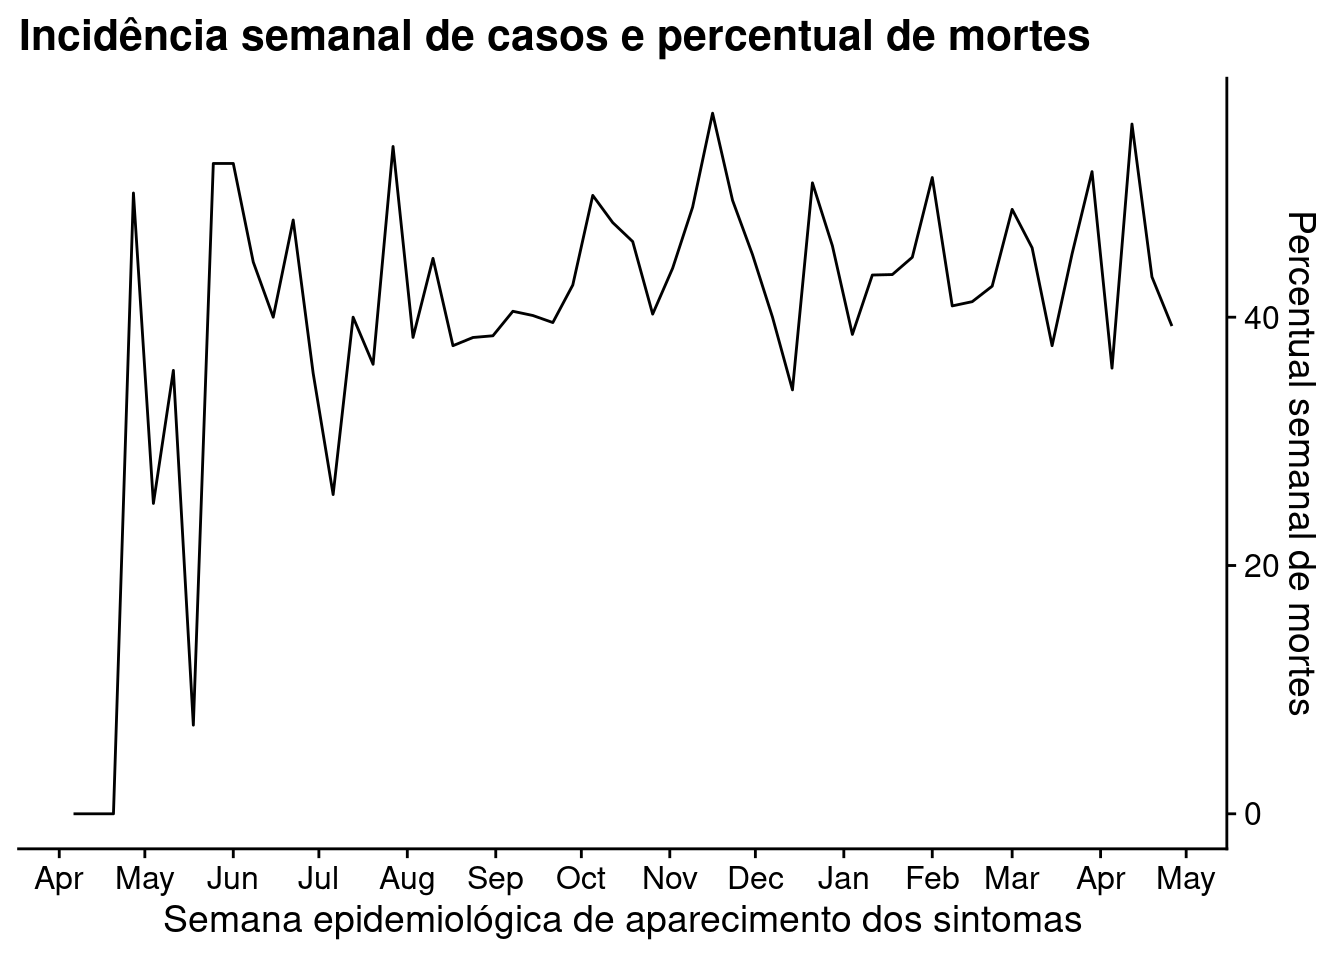 Incidência semanal de casos e percentual de mortes
40
20
0
Percentual semanal de mortes
Apr May Jun Jul Aug Sep Oct Nov Dec Jan Feb Mar Apr May
Semana epidemiológica de aparecimento dos sintomas